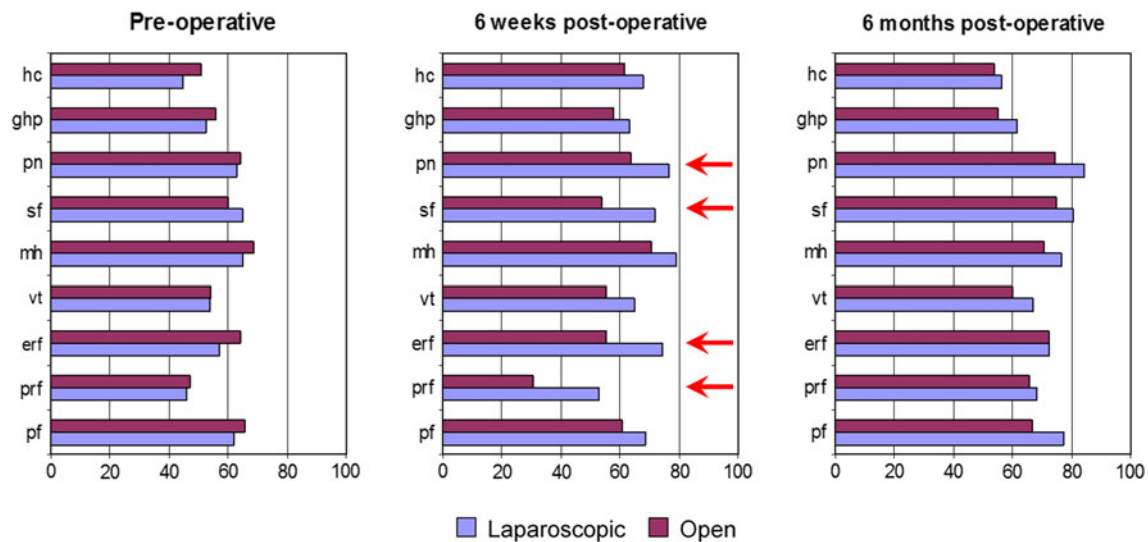 Pre-operative
6 weeks post-operative
6 months post-operative
hc
ghp
pn
sf
mh
vt
erf
prf
pf
0 20 40 60 80 100
hc
ghp
pn
sf
mh
vt
erf
prf
pf
0 20 40 60 80 100
hc
ghp
pn
sf
mh
vt
erf
prf
pf
0 20 40 60 80 100
Laparoscopic Open